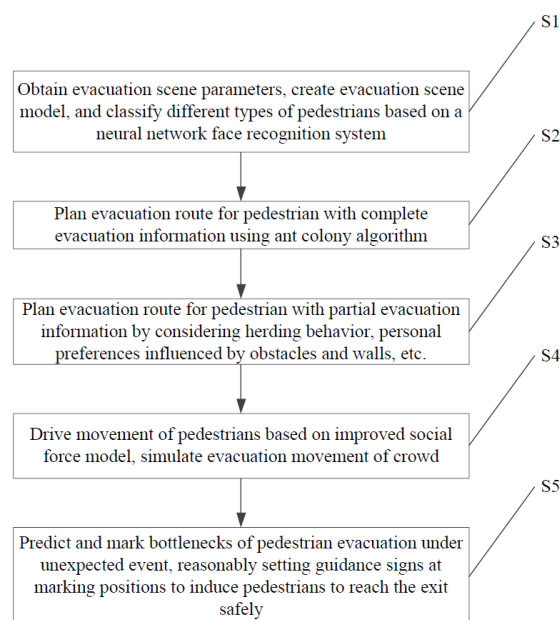 S1
Obtain evacuation scene parameters, create evacuation scene
model, and classify different types of pedestrians based on a
neural network face recognition system
S2
Plan evacuation route for pedestrian with complete
evacuation information using ant colony algorithm
S3
Plan evacuation route for pedestrian with partial evacuation
information by considering herding behavior, personal
preferences influenced by obstacles and walls, etc.
S4
Drive movement of pedestrians based on improved social
force model, simulate evacuation movement of crowd
S5
Predict and mark bottlenecks of pedestrian evacuation under
unexpected event, reasonably setting guidance signs at
marking positions to induce pedestrians to reach the exit
safely